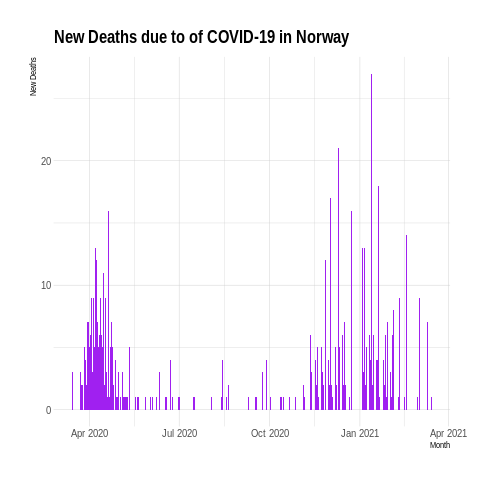 New Deaths due to of COVID-19 in Norway
New Deaths
20
10
0
Apr 2020 Jul 2020 Oct 2020 Jan 2021 Apr 2021
Month